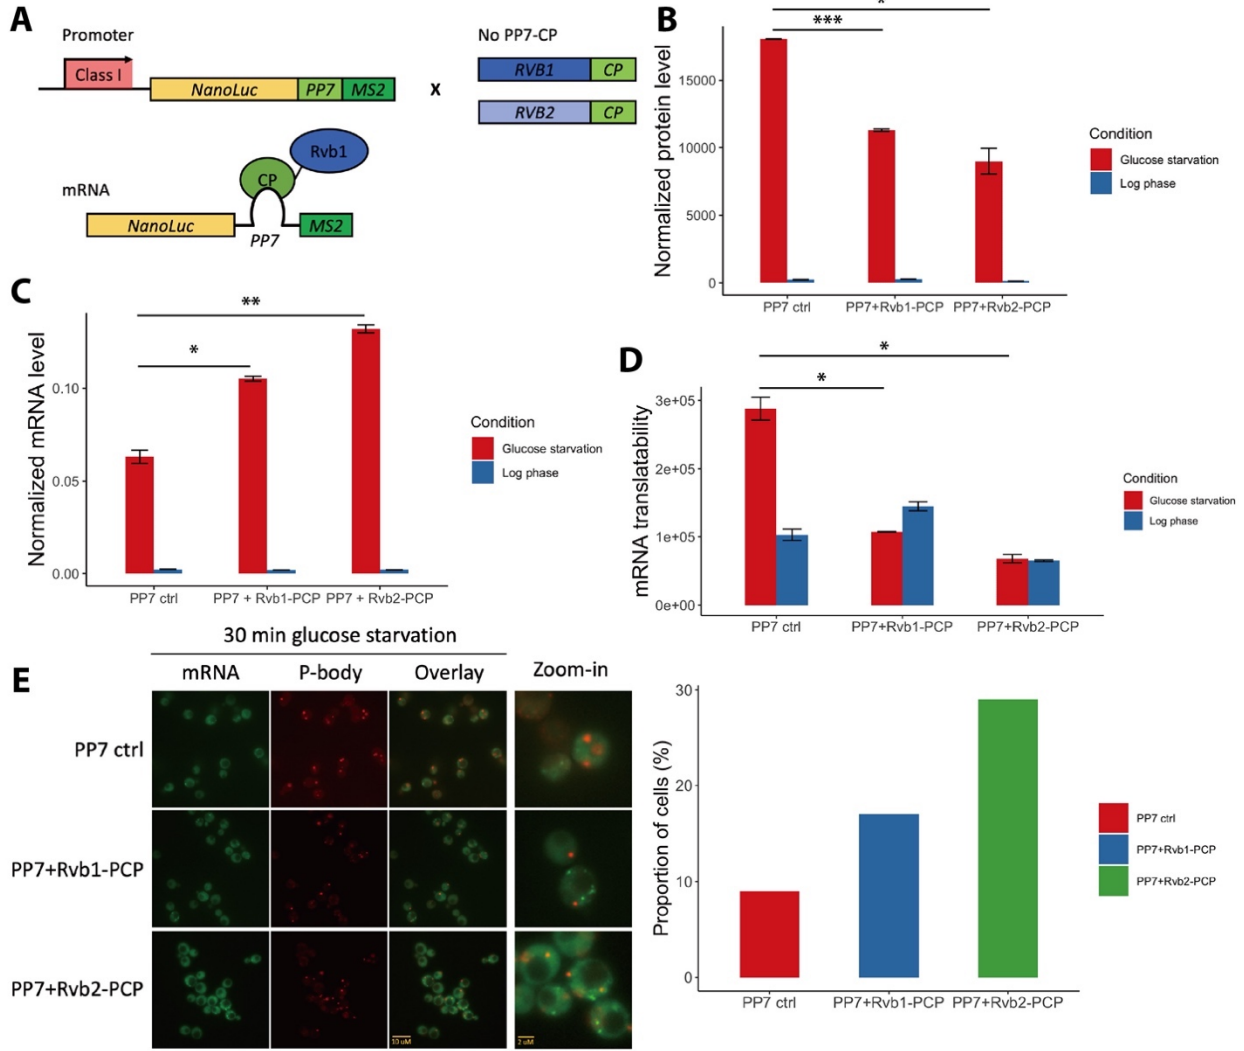 A
Promoter
Class I
NanoLuc PP7 MS2
x
No PP7-CP
RVB1 CP
RVB2 CP
mRNA
CP
Rvb1
NanoLuc
PP7
MS2
B
*
***
Normalized protein level
15000
10000
5000
0
PP7 ctrl PP7+Rvb1-PCP PP7+Rvb2-PCP
Condition
Glucose starvation
Log phase
C
**
*
Normalized mRNA level
0.10
0.05
0.00
PP7 ctrl PP7 + Rvb1-PCP PP7 + Rvb2-PCP
Condition
Glucose starvation
Log phase
D
*
*
mRNA translatability
3e+05
2e+05
1e+05
0e+00
PP7 ctrl PP7+Rvb1-PCP PP7+Rvb2-PCP
Condition
Glucose starvation
Log phase
E
30 min glucose starvation
mRNA P-body Overlay Zoom-in
PP7 ctrl
PP7+Rvb1-PCP
PP7+Rvb2-PCP
10 uM
2 uM
Proportion of cells (%)
30
20
10
0
PP7 ctrl PP7+Rvb1-PCP PP7+Rvb2-PCP
PP7 ctrl
PP7+Rvb1-PCP
PP7+Rvb2-PCP